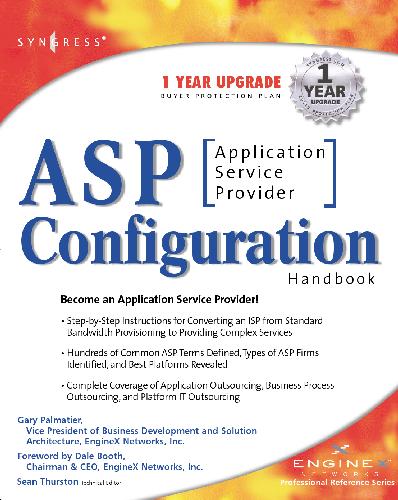 SYNGRESS®
1 YEAR UPGRADE
BUYER PROTECTION PLAN
1
YEAR
UPGRADE
ASP
[Application
Service
Provider]
Configuration
Handbook
Become an Application Service Provider!
• Step-by-Step Instructions for Converting an ISP from Standard
Bandwidth Provisioning to Providing Complex Services
• Hundreds of Common ASP Terms Defined, Types of ASP Firms
Identified, and Best Platforms Revealed
• Complete Coverage of Application Outsourcing, Business Process
Outsourcing, and Platform IT Outsourcing
Gary Palmatier,
Vice President of Business Development and Solution
Architecture, EngineX Networks, Inc.
Foreword by Dale Booth,
Chairman & CEO, EngineX Networks, Inc.
Sean Thurston Technical Editor
ENGINEX
NETWORKS
Professional Reference Series